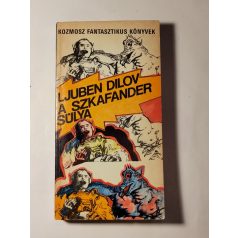 KOZMOSZ FANTASZTIKUS KÖNYVEK
LJUBEN DILOV
A SZKAFANDER
SÚLYA